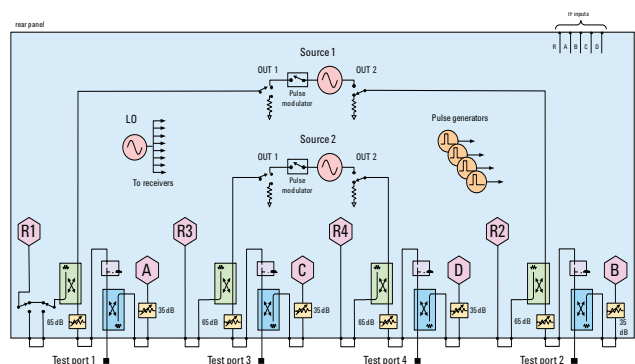 IF inputs
rear panel
R A B C D
Source 1
OUT 1
OUT 2
Pulse
modulator
LO
To receivers
Source 2
OUT 1
OUT 2
Pulse
modulator
Pulse generators
R1
R3
R4
R2
A
C
D
B
65 dB
35 dB
65 dB
35 dB
65 dB
35 dB
65 dB
35
dB
Test port 1
Test port 3
Test port 4
Test port 2